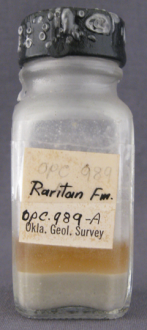 OPC 989
Raritan Fm.
OPC.989-A
Okla. Geol. Survey